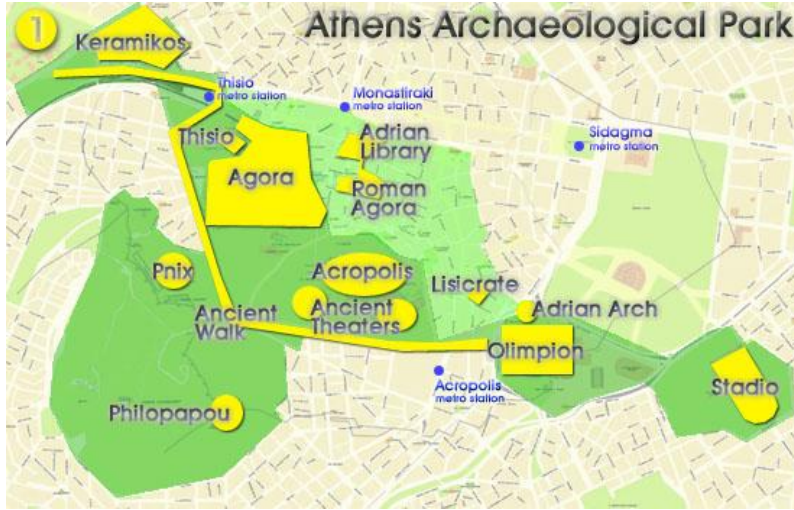 1
Athens Archaeological Park
Keramikos
Thisio
metro station
Monastiraki
metro station
Sidagma
metro station
Thisio
Adrian
Library
Agora
Roman
Agora
Pnix
Acropolis
Lisicrate
Ancient
Walk
Ancient
Theaters
Adrian Arch
Olimpion
Acropolis
metro station
Stadio
Philopapou